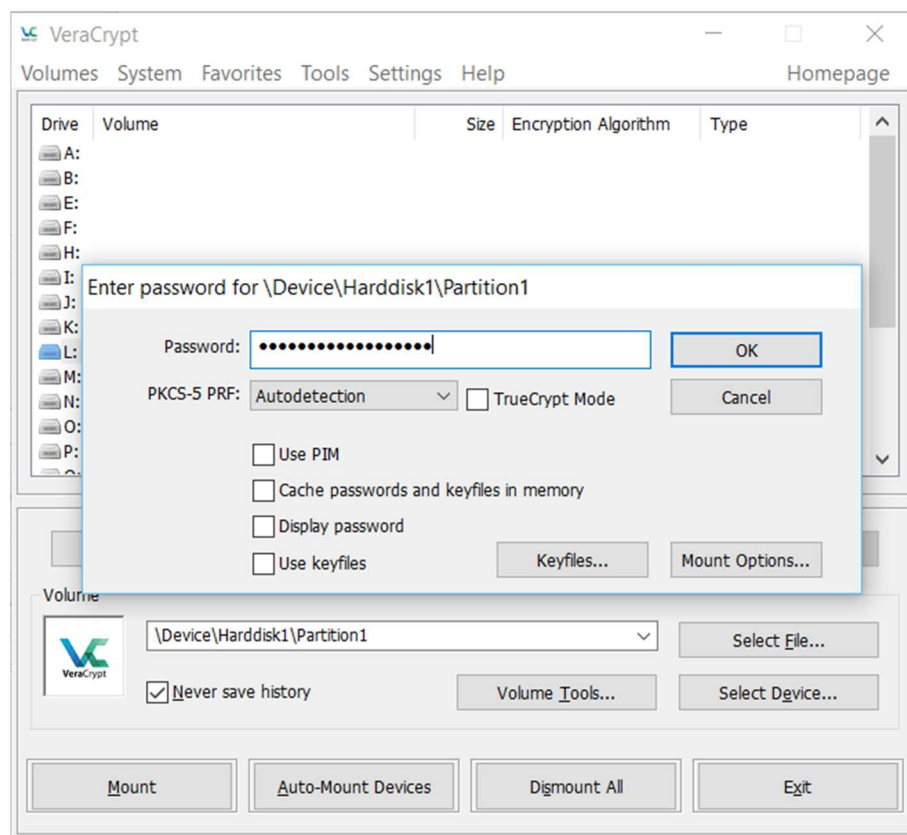 VeraCrypt
Volumes System Favorites Tools Settings Help Homepage
Drive Volume Size Encryption Algorithm Type
A:
B:
E:
F:
H:
I:
J:
K:
L:
M:
N:
O:
P:
Enter password for \Device\Harddisk1\Partition1
Password: ●●●●●●●●●●●●●●●●●● OK
PKCS-5 PRF: Autodetection TrueCrypt Mode Cancel
Use PIM
Cache passwords and keyfiles in memory
Display password
Use keyfiles Keyfiles... Mount Options...
Volume
VeraCrypt
\Device\Harddisk1\Partition1 Select File...
Never save history Volume Tools... Select Device...
Mount Auto-Mount Devices Dismount All Exit